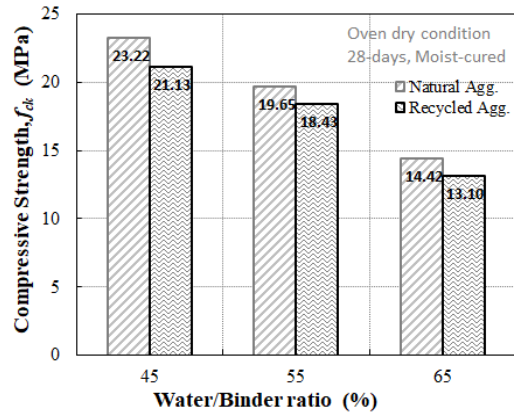 Compressive Strength, fdc (MPa)
25
20
15
10
5
0
Oven dry condition
28-days, Moist-cured
Natural Agg.
Recycled Agg.
23.22
21.13
19.65
18.43
14.42
13.10
45
55
65
Water/Binder ratio (%)